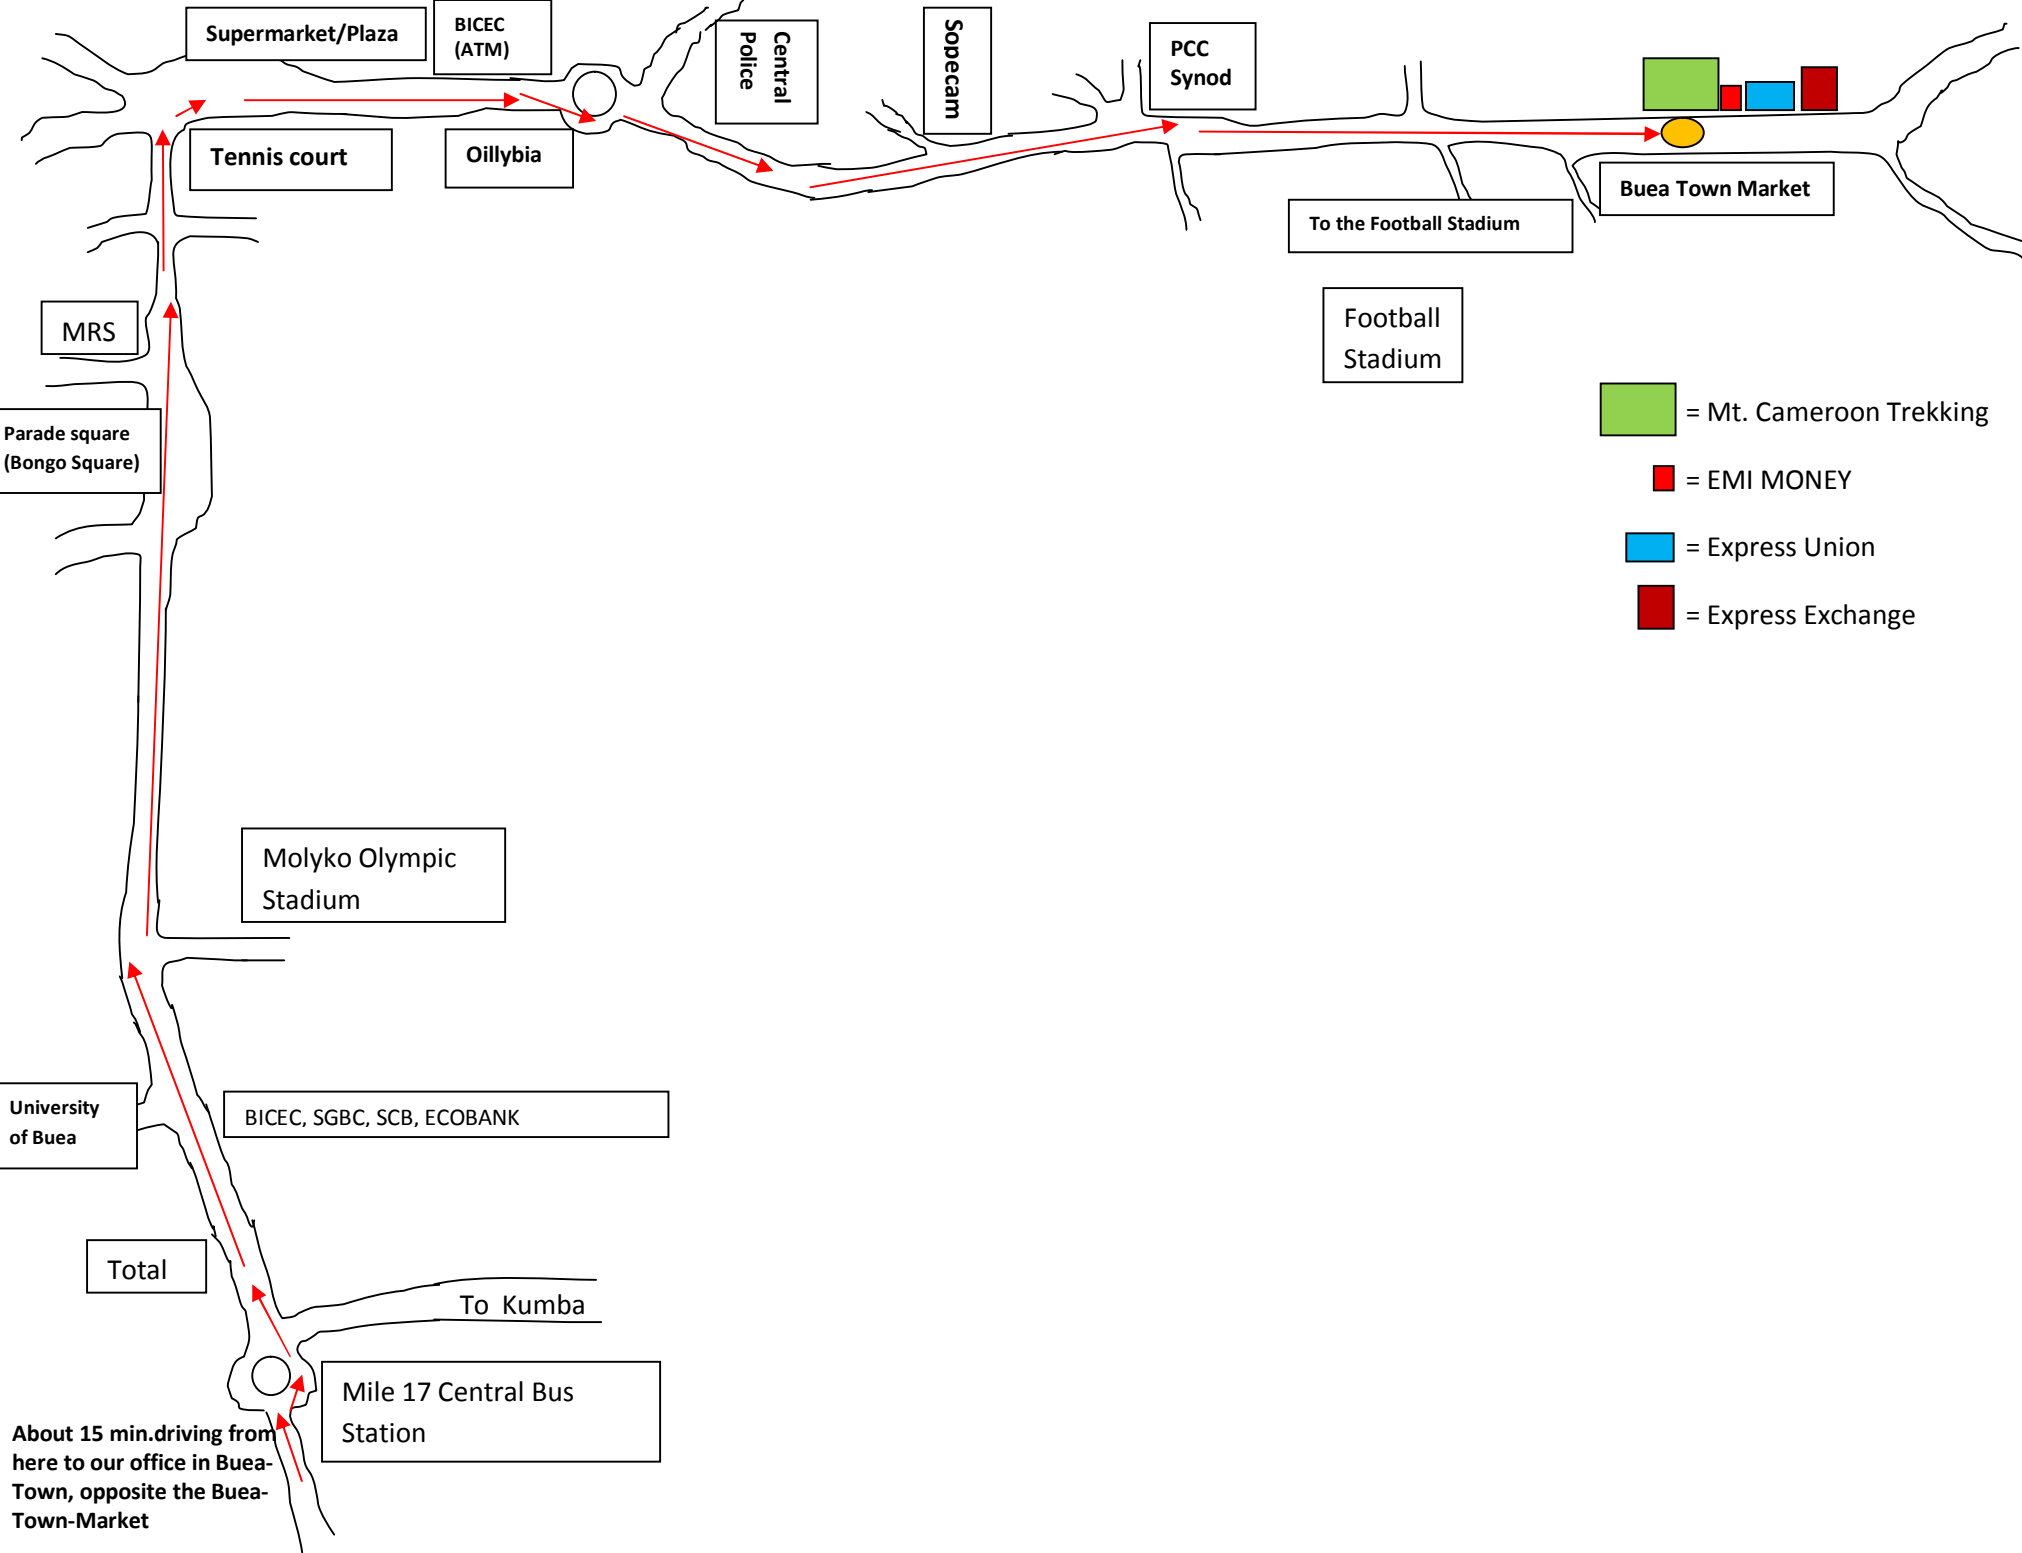 Supermarket/Plaza
BICEC
(ATM)
Central
Police
Sopecam
PCC
Synod
Tennis court
Oillybia
Buea Town Market
To the Football Stadium
MRS
Football
Stadium
Parade square
(Bongo Square)
= Mt. Cameroon Trekking
= EMI MONEY
= Express Union
= Express Exchange
Molyko Olympic
Stadium
University
of Buea
BICEC, SGBC, SCB, ECOBANK
Total
To Kumba
Mile 17 Central Bus
Station
About 15 min.driving from
here to our office in Buea-
Town, opposite the Buea-
Town-Market